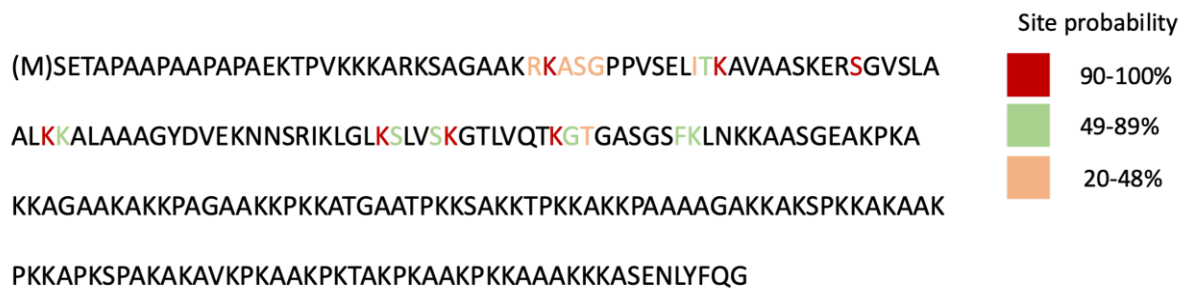 Site probability
(M)SETAPAAPAAPAPAEKTPVKKKARKSAGAAKRKASGPPVSELITKAVAASKERSGVSLA
90-100%
ALKKALAAAGYDVEKNNSRIKLGLKSLVSKGTLVQTKGTGASGSFKLNKKAASGEAKPKA
49-89%
20-48%
KKAGAAKAKKPAGAAKKPKKATGAATPKKSAKKTPKKAKKPAAAAGAKKAKSPKKAKAAK
PKKAPKSPAKAKAVKPKAAKPKTAKPKAAKPKKAAAKKKASENLYFQG